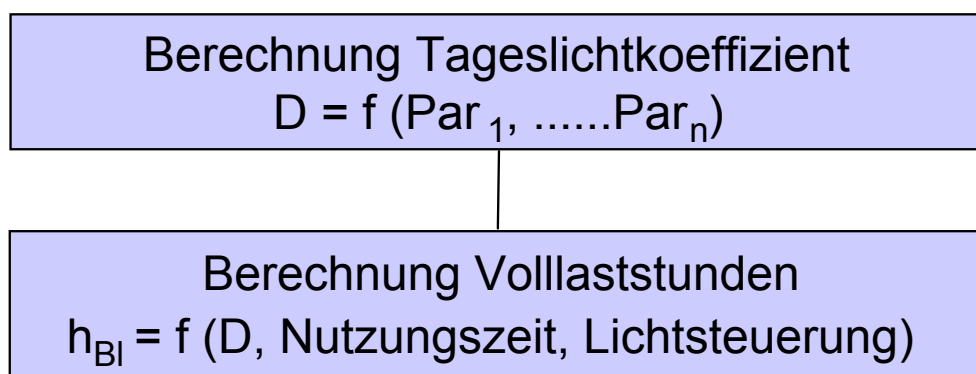 Berechnung Tageslichtkoeffizient
D = f (Par 1, ......Parn)
Berechnung Volllaststunden
hBl = f (D, Nutzungszeit, Lichtsteuerung)